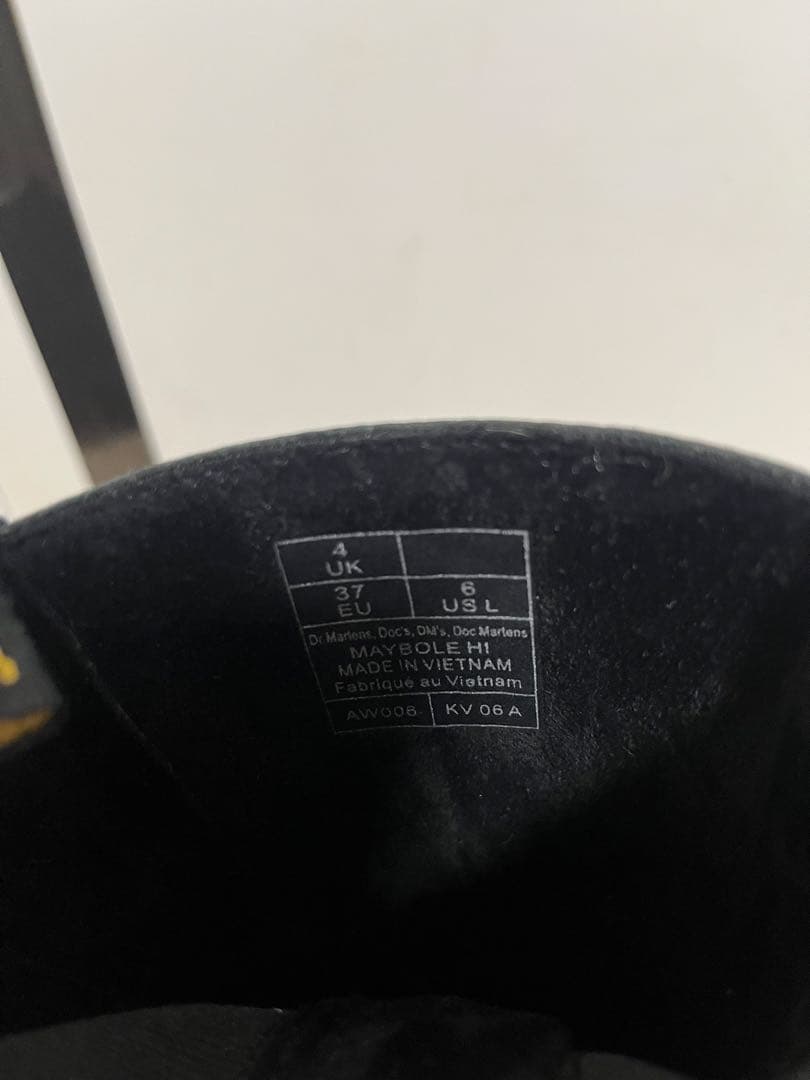 4
UK
37
EU
6
US L
Dr Martens, Doc's, DM's, Doc Martens
MAYBOLE HI
MADE IN VIETNAM
Fabriqué au Vietnam
AW006
KV 06 A